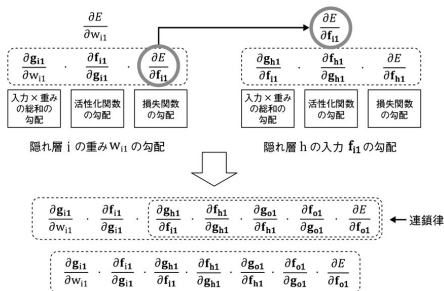 ∂E/∂w_i1 ∂E/∂f_i1
∂g_i1/∂w_i1 · ∂f_i1/∂g_i1 · ∂E/∂f_i1 ∂g_h1/∂f_i1 · ∂f_h1/∂g_h1 · ∂E/∂f_h1
入力×重みの総和の勾配 活性化関数の勾配 損失関数の勾配 入力×重みの総和の勾配 活性化関数の勾配 損失関数の勾配
隠れ層 i の重み w_i1 の勾配 隠れ層 h の入力 f_i1 の勾配
∂g_i1/∂w_i1 · ∂f_i1/∂g_i1 · ∂g_h1/∂f_i1 · ∂f_h1/∂g_h1 · ∂g_o1/∂f_h1 · ∂f_o1/∂g_o1 · ∂E/∂f_o1 連鎖律
∂g_i1/∂w_i1 · ∂f_i1/∂g_i1 · ∂g_h1/∂f_i1 · ∂f_h1/∂g_h1 · ∂g_o1/∂f_h1 · ∂f_o1/∂g_o1 · ∂E/∂f_o1